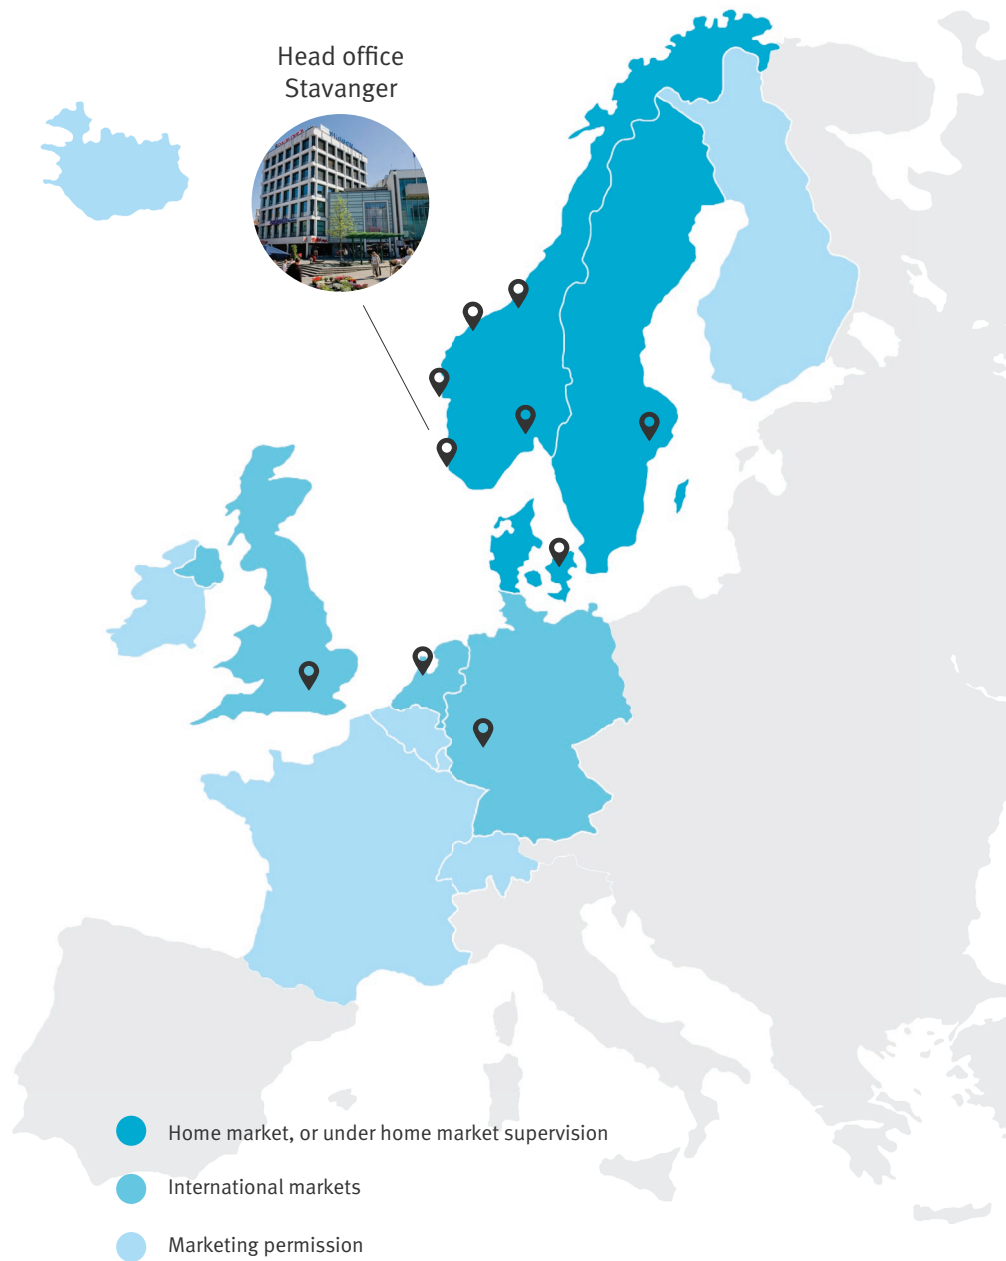 Head office
Stavanger
Home market, or under home market supervision
International markets
Marketing permission